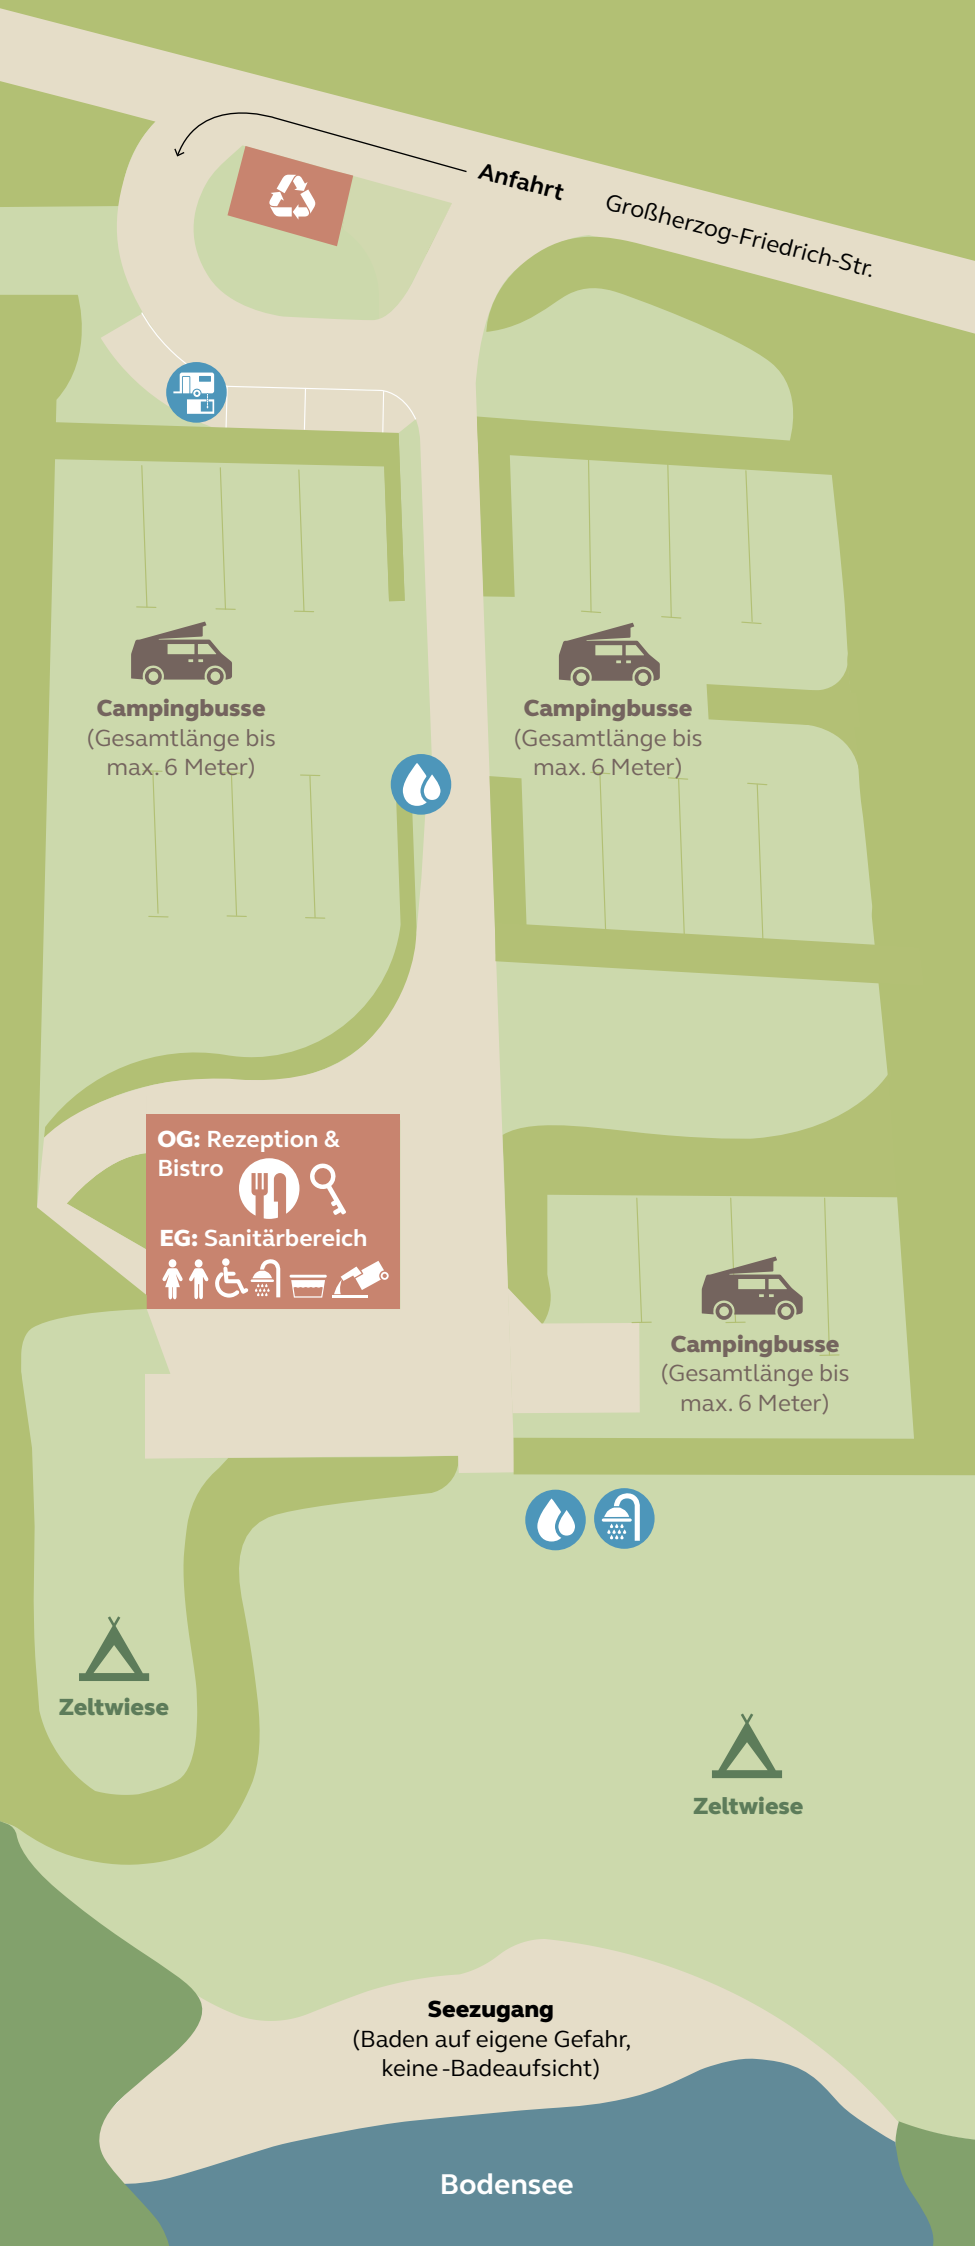 Anfahrt
Großherzog-Friedrich-Str.
Campingbusse
(Gesamtlänge bis
max. 6 Meter)
Campingbusse
(Gesamtlänge bis
max. 6 Meter)
OG: Rezeption &
Bistro
EG: Sanitärbereich
Campingbusse
(Gesamtlänge bis
max. 6 Meter)
Zeltwiese
Zeltwiese
Seezugang
(Baden auf eigene Gefahr,
keine -Badeaufsicht)
Bodensee